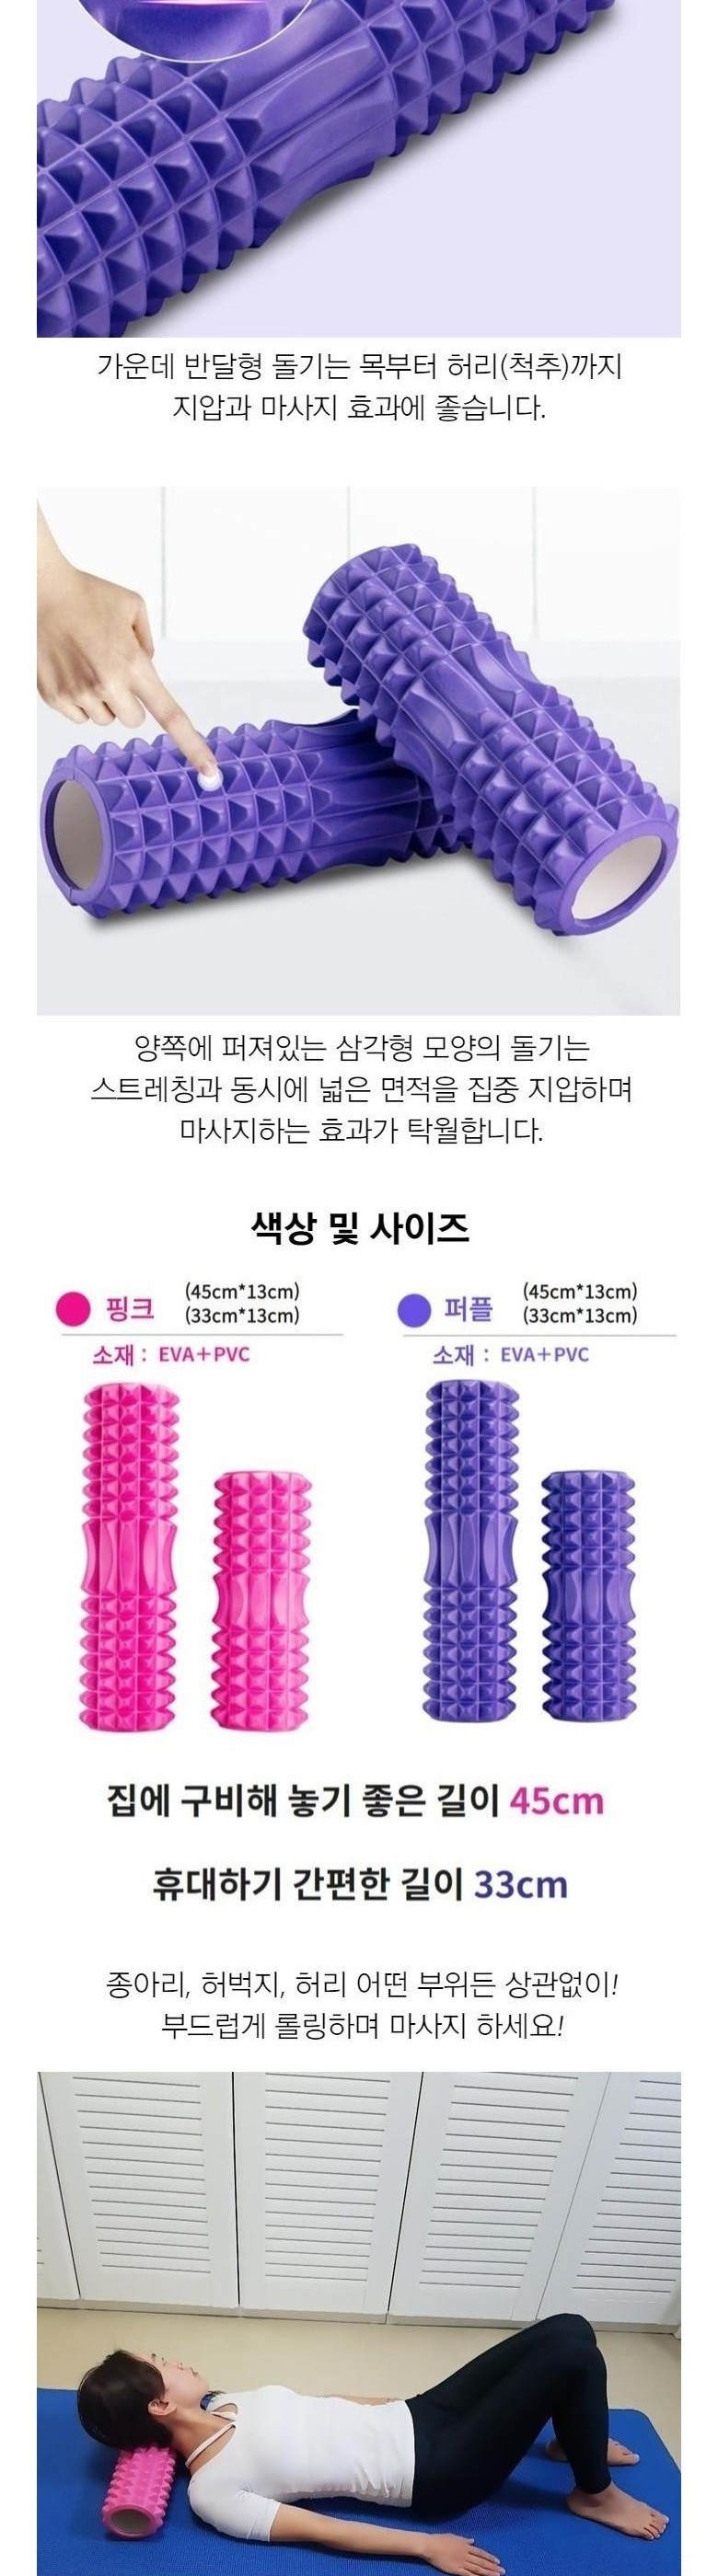 가운데 반달형 돌기는 목부터 허리(척추)까지
지압과 마사지 효과에 좋습니다.
양쪽에 퍼져있는 삼각형 모양의 돌기는
스트레칭과 동시에 넓은 면적을 집중 지압하며
마사지하는 효과가 탁월합니다.
색상 및 사이즈
핑크
(45cm*13cm)
(33cm*13cm)
소재 : EVA+PVC
퍼플
(45cm*13cm)
(33cm*13cm)
소재 : EVA+PVC
집에 구비해 놓기 좋은 길이 45cm
휴대하기 간편한 길이 33cm
종아리, 허벅지, 허리 어떤 부위든 상관없이!
부드럽게 롤링하며 마사지 하세요!